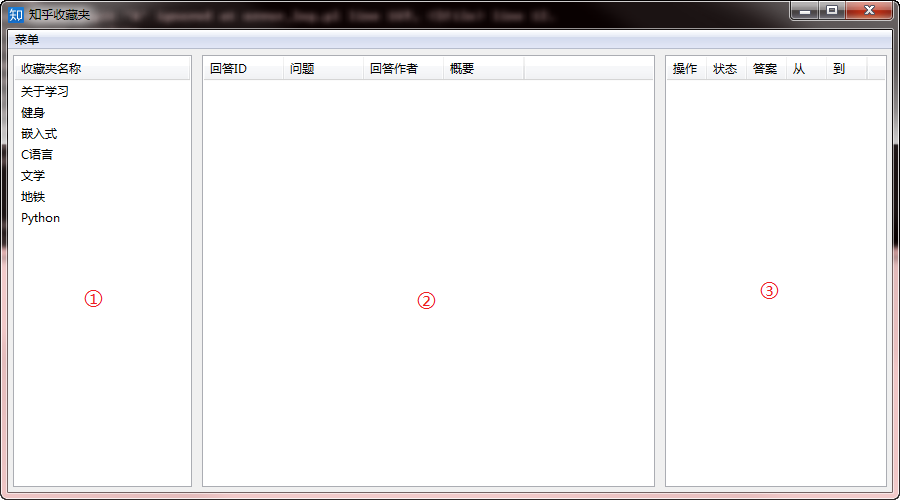 知 知乎收藏夹
菜单
收藏夹名称
关于学习
健身
嵌入式
C语言
文学
地铁
Python
①
回答ID 问题 回答作者 概要
②
操作 状态 答案 从 到
③